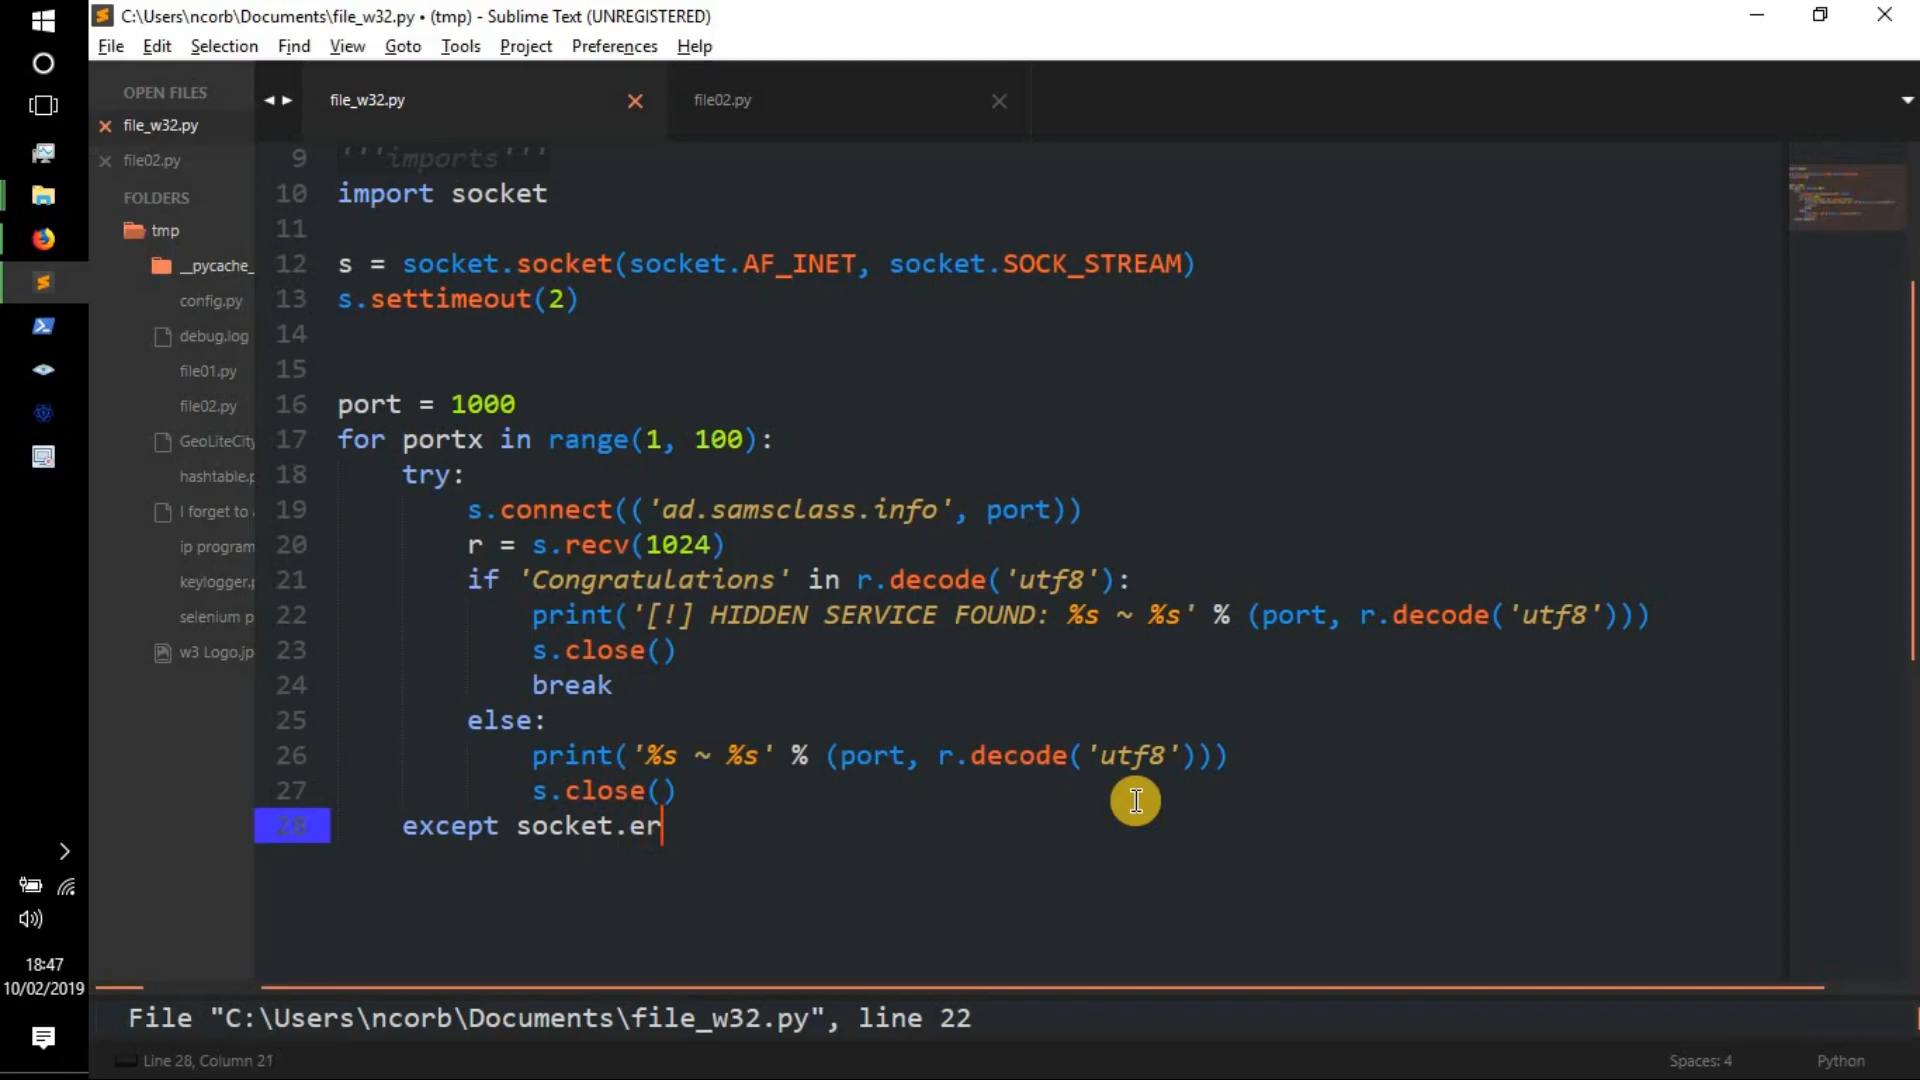 C:\Users\ncorb\Documents\file_w32.py • (tmp) - Sublime Text (UNREGISTERED)
File Edit Selection Find View Goto Tools Project Preferences Help
OPEN FILES
file_w32.py
file02.py
FOLDERS
tmp
__pycache_
config.py
debug.log
file01.py
file02.py
GeoLiteCity
hashtable.p
I forget to
ip program
keylogger.p
selenium p
w3 Logo.jp
file_w32.py
file02.py
9 '''imports'''
10 import socket
11
12 s = socket.socket(socket.AF_INET, socket.SOCK_STREAM)
13 s.settimeout(2)
14
15
16 port = 1000
17 for portx in range(1, 100):
18 try:
19 s.connect(('ad.samsclass.info', port))
20 r = s.recv(1024)
21 if 'Congratulations' in r.decode('utf8'):
22 print('[!] HIDDEN SERVICE FOUND: %s ~ %s' % (port, r.decode('utf8')))
23 s.close()
24 break
25 else:
26 print('%s ~ %s' % (port, r.decode('utf8')))
27 s.close()
28 except socket.er
File "C:\Users\ncorb\Documents\file_w32.py", line 22
Line 28, Column 21
Spaces: 4
Python
18:47
10/02/2019